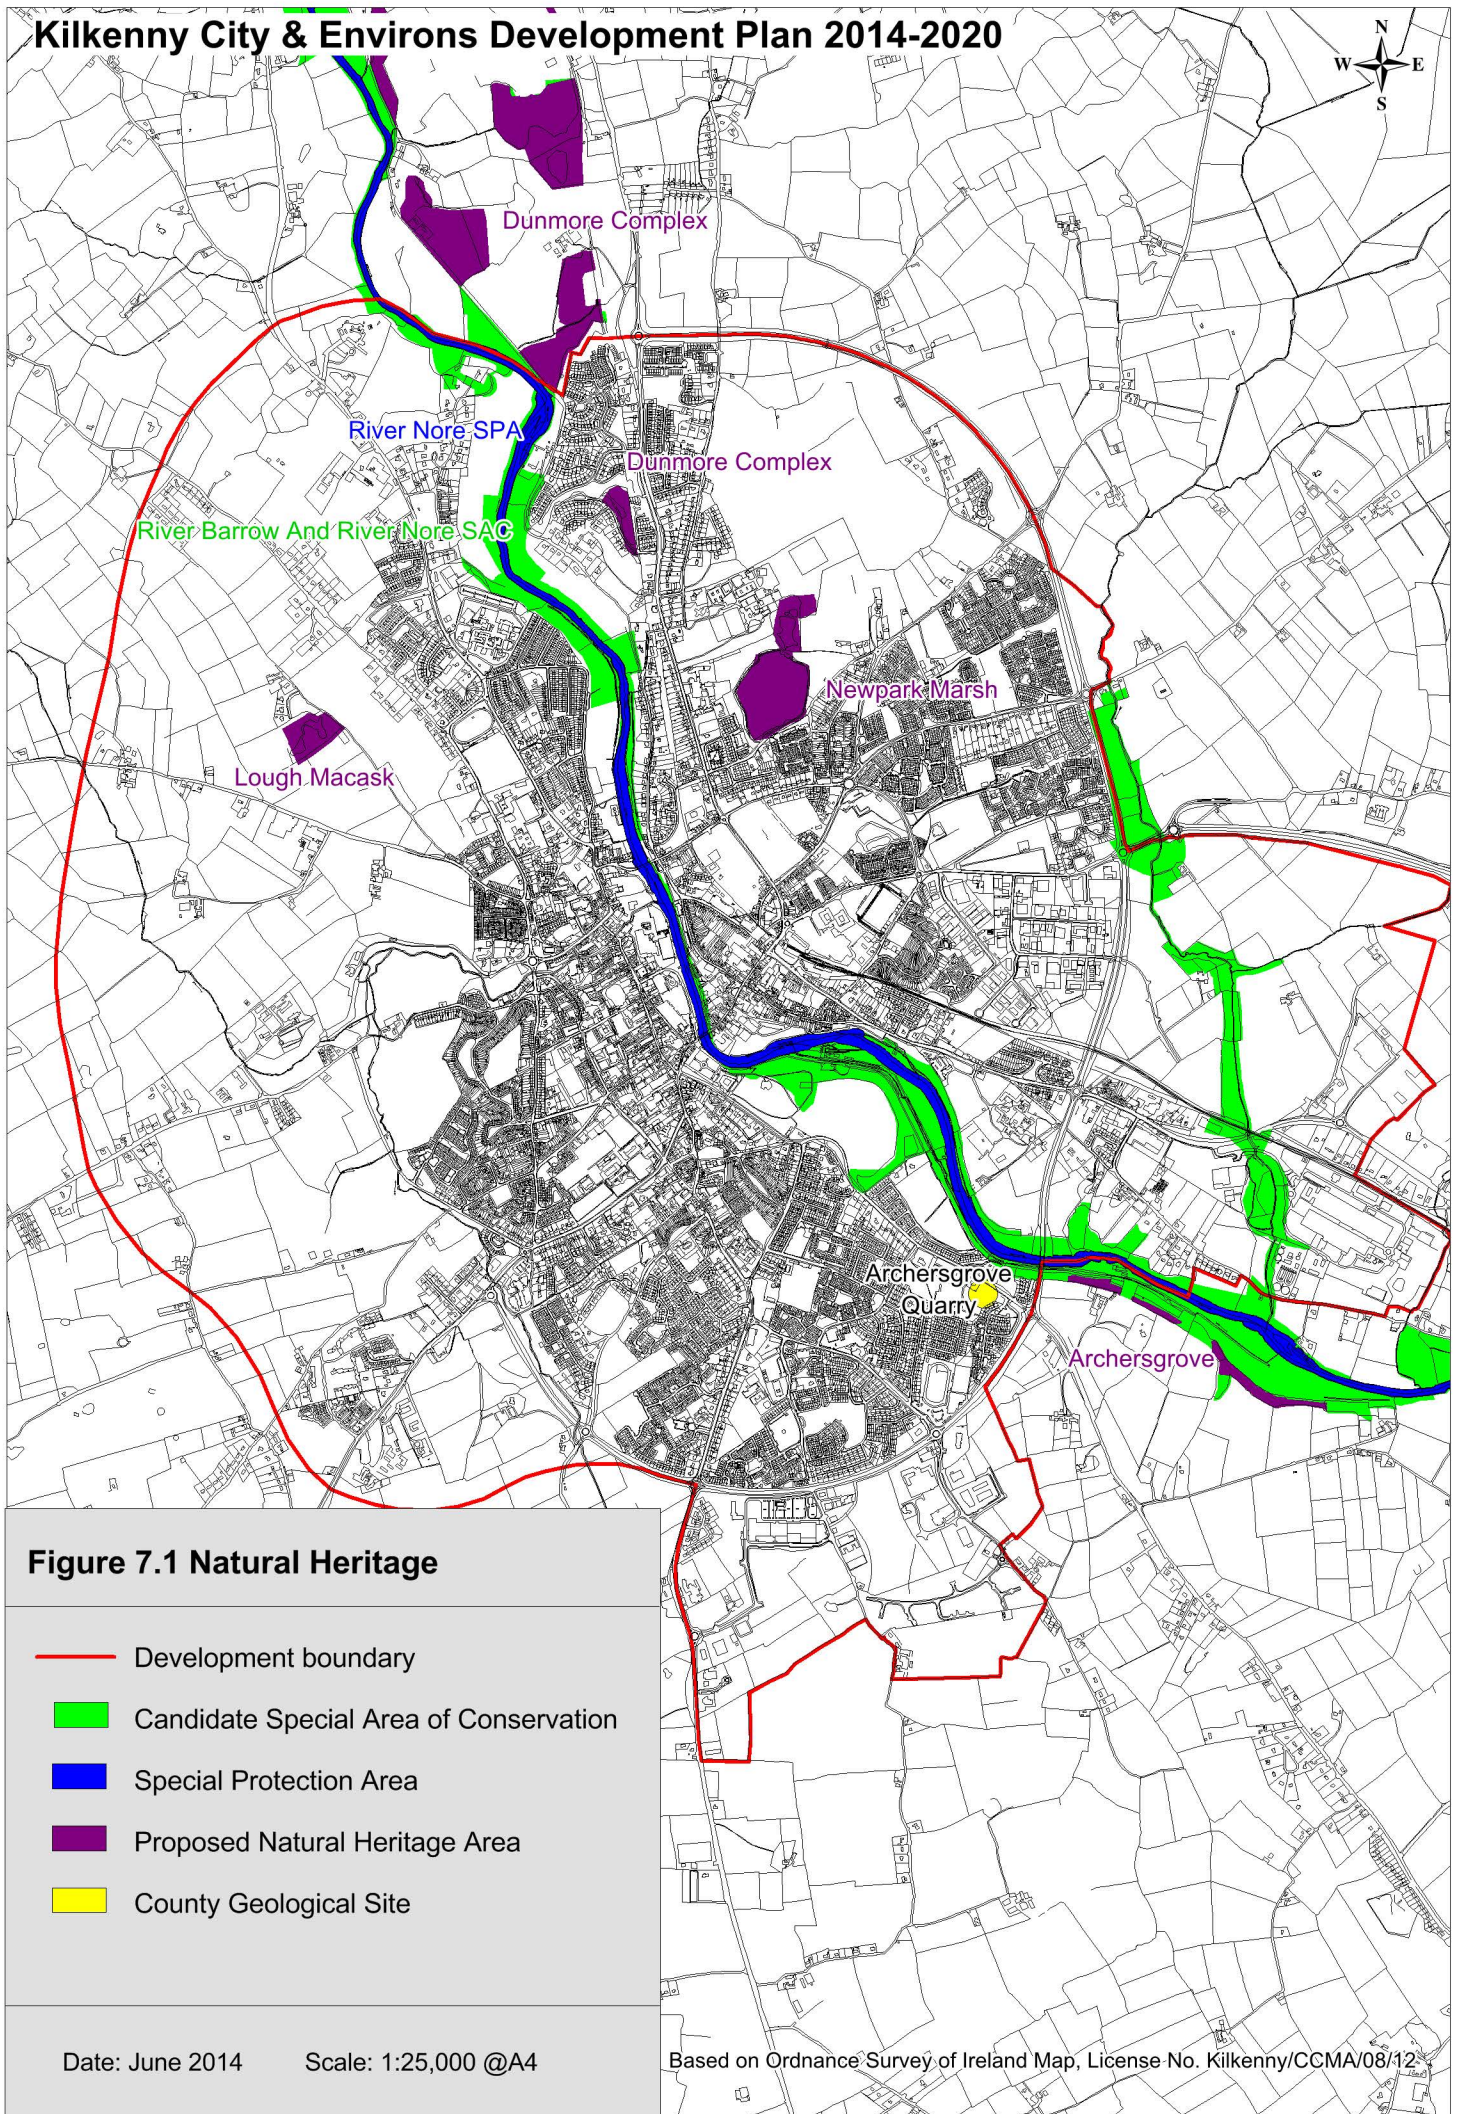 Kilkenny City & Environs Development Plan 2014-2020
N
W E
S
Dunmore Complex
River Nore SPA
Dunmore Complex
River Barrow And River Nore SAC
Newpark Marsh
Lough Macask
Archersgrove
Quarry
Archersgrove
Figure 7.1 Natural Heritage
Development boundary
Candidate Special Area of Conservation
Special Protection Area
Proposed Natural Heritage Area
County Geological Site
Date: June 2014 Scale: 1:25,000 @A4
Based on Ordnance Survey of Ireland Map, License No. Kilkenny/CCMA/08/12